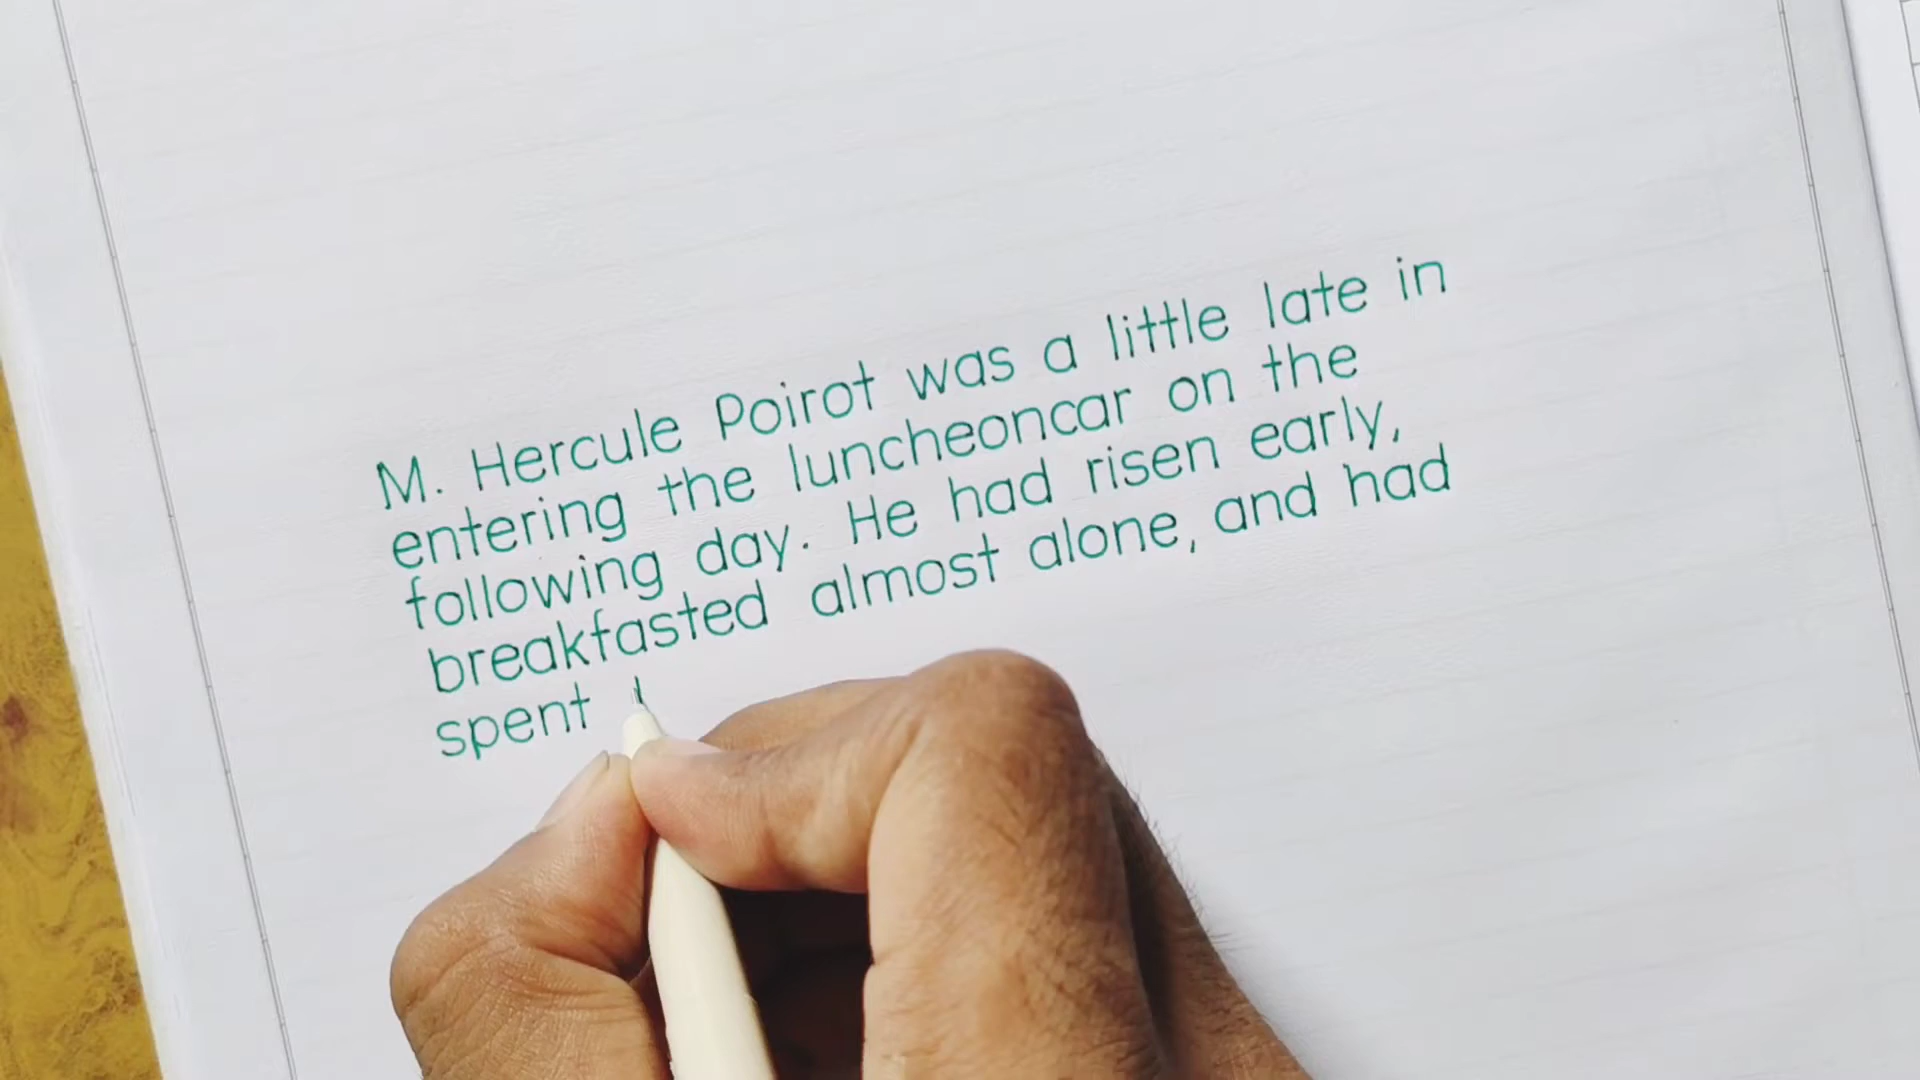 M. Hercule Poirot was a little late in
entering the luncheoncar on the
following day. He had risen early,
breakfasted almost alone, and had
spent